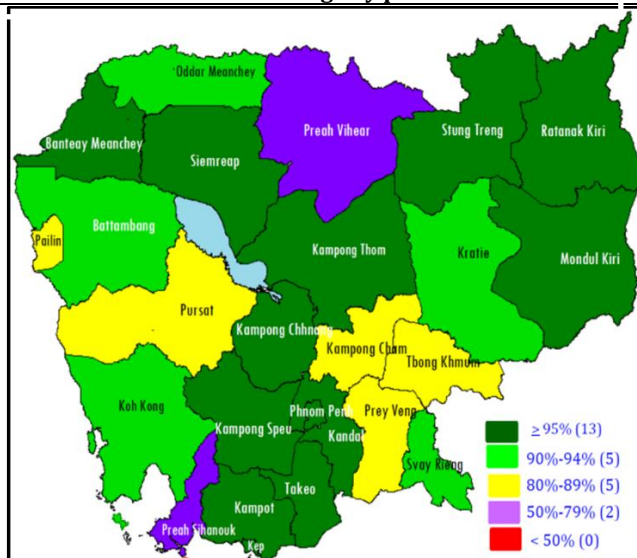 Oddar Meanchey
Preah Vihear
Stung Treng
Ratanak Kiri
Banteay Meanchey
Siemreap
Battambang
Pailin
Kampong Thom
Kratie
Mondul Kiri
Pursat
Kampong Chhnang
Kampong Cham
Tbong Khmum
Koh Kong
Phnom Penh
Prey Veng
Kampong Speu
Kandal
Svay Rieng
Takeo
Kampot
Preah Sihanouk
Kep
≥ 95% (13)
90%-94% (5)
80%-89% (5)
50%-79% (2)
< 50% (0)